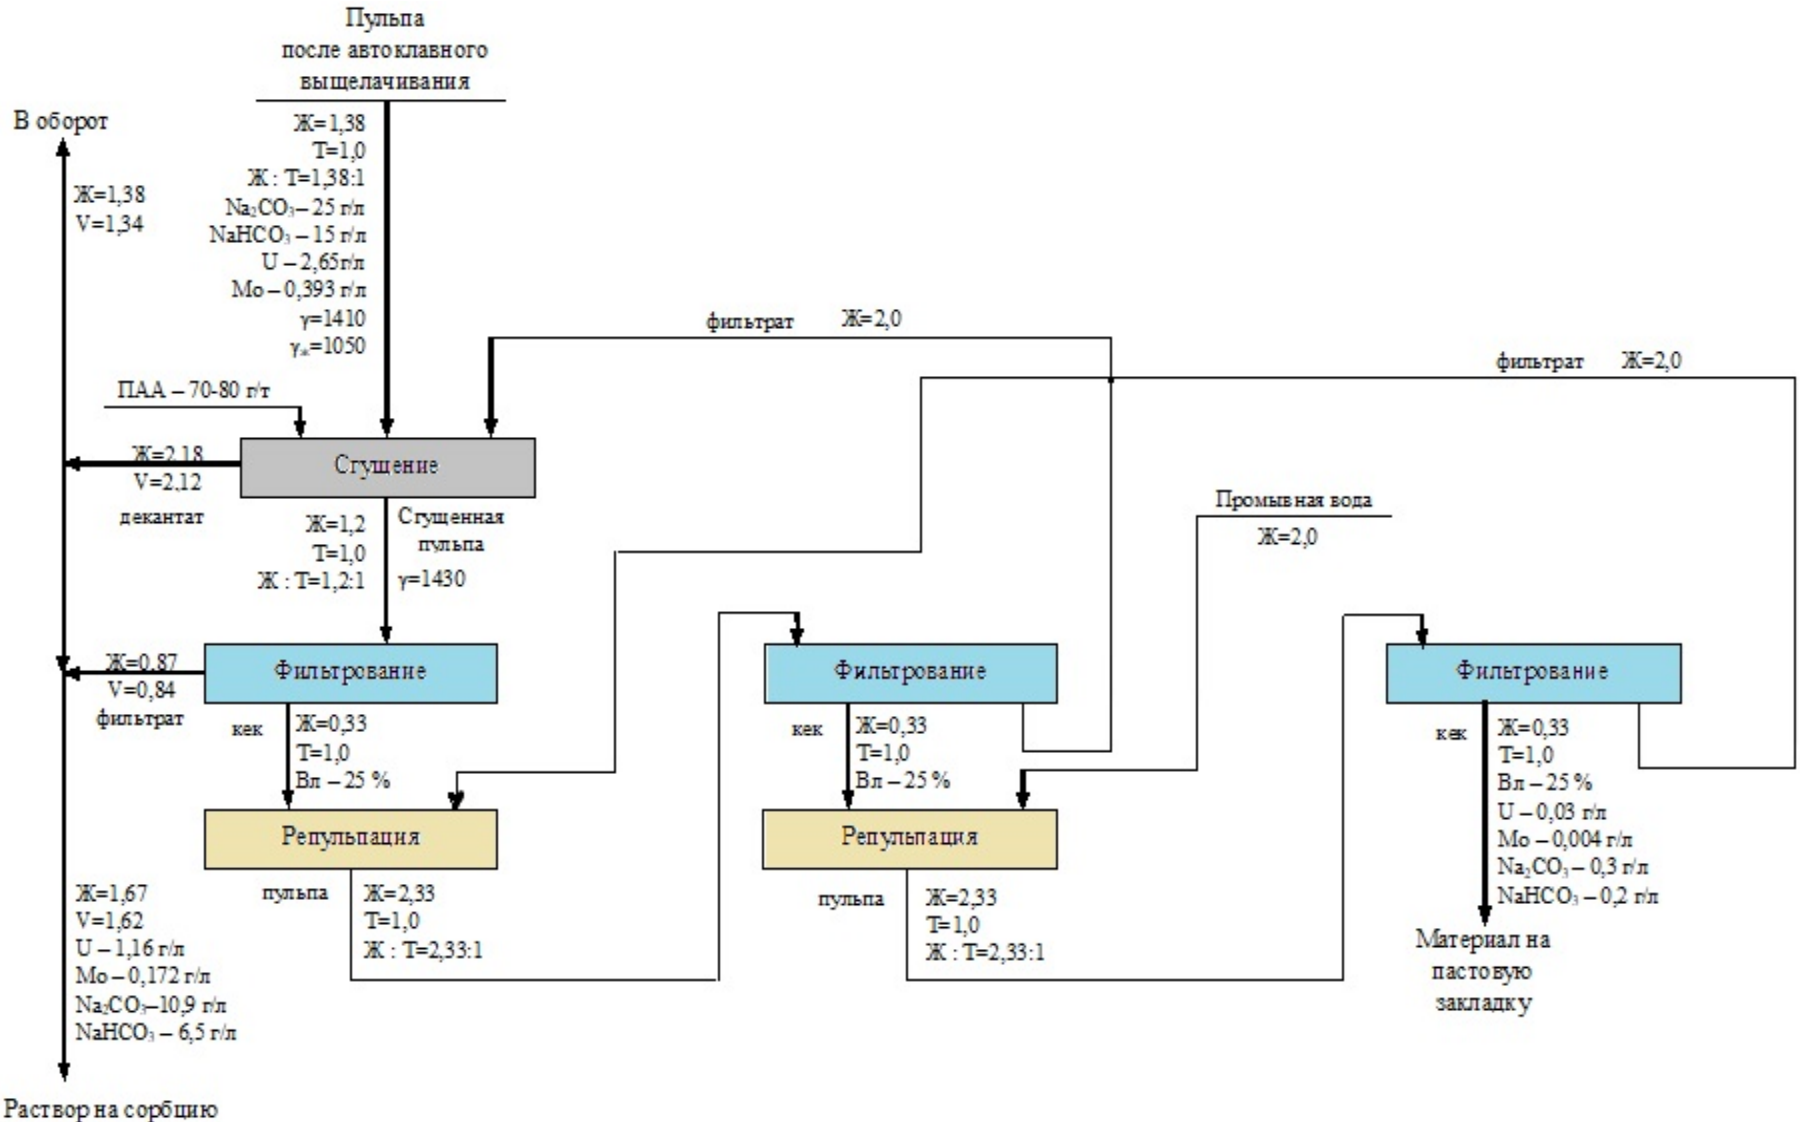 Пульпа
после автоклавного
выщелачивания
В оборот
Ж=1,38
V=1,34
Ж=1,38
Т=1,0
Ж : Т=1,38:1
Na₂CO₃–25 г/л
NaHCO₃ – 15 г/л
U – 2,65г/л
Mo – 0,393 г/л
γ=1410
γж=1050
фильтрат Ж=2,0
фильтрат Ж=2,0
ПАА – 70-80 г/т
Сгущение
Ж=2,18
V=2,12
декантат
Ж=1,2
Т=1,0
Ж : Т=1,2:1
Сгущенная
пульпа
γ=1430
Промывная вода
Ж=2,0
Фильтрование
Фильтрование
Фильтрование
Ж=0,87
V=0,84
фильтрат
кек
Ж=0,33
Т=1,0
Вл – 25 %
кек
Ж=0,33
Т=1,0
Вл – 25 %
кек
Ж=0,33
Т=1,0
Вл – 25 %
U – 0,03 г/л
Mo – 0,004 г/л
Na₂CO₃ – 0,3 г/л
NaHCO₃ – 0,2 г/л
Репульпация
Репульпация
пульпа
Ж=2,33
Т=1,0
Ж : Т=2,33:1
пульпа
Ж=2,33
Т=1,0
Ж : Т=2,33:1
Материал на
пастовую
закладку
Ж=1,67
V=1,62
U – 1,16 г/л
Mo – 0,172 г/л
Na₂CO₃–10,9 г/л
NaHCO₃ – 6,5 г/л
Раствор на сорбцию